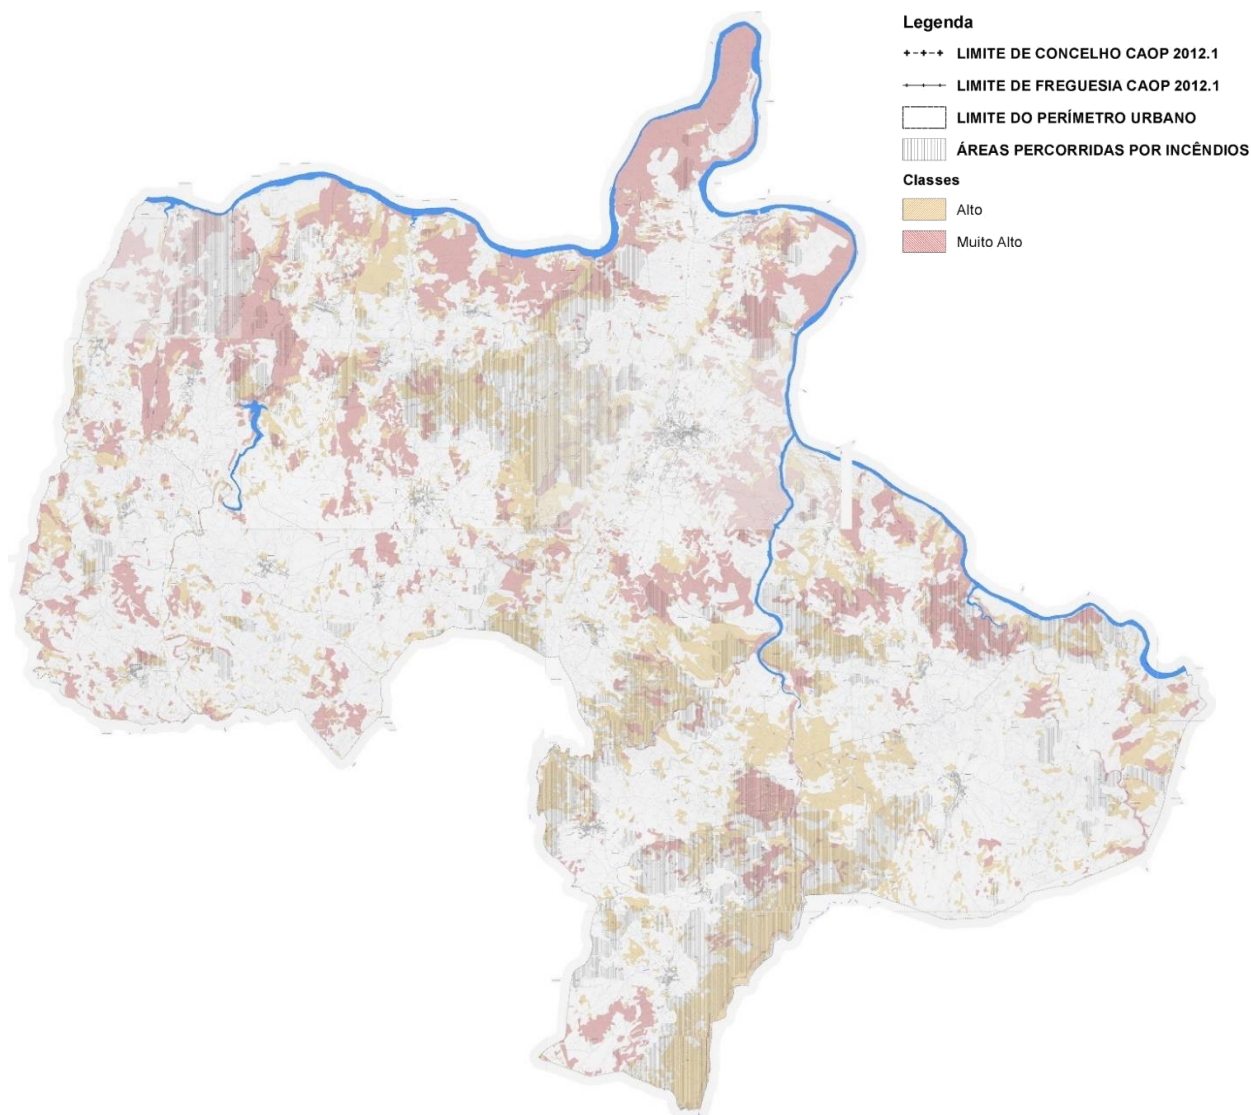 Legenda
LIMITE DE CONCELHO CAOP 2012.1
LIMITE DE FREGUESIA CAOP 2012.1
LIMITE DO PERÍMETRO URBANO
ÁREAS PERCORRIDAS POR INCÊNDIOS
Classes
Alto
Muito Alto